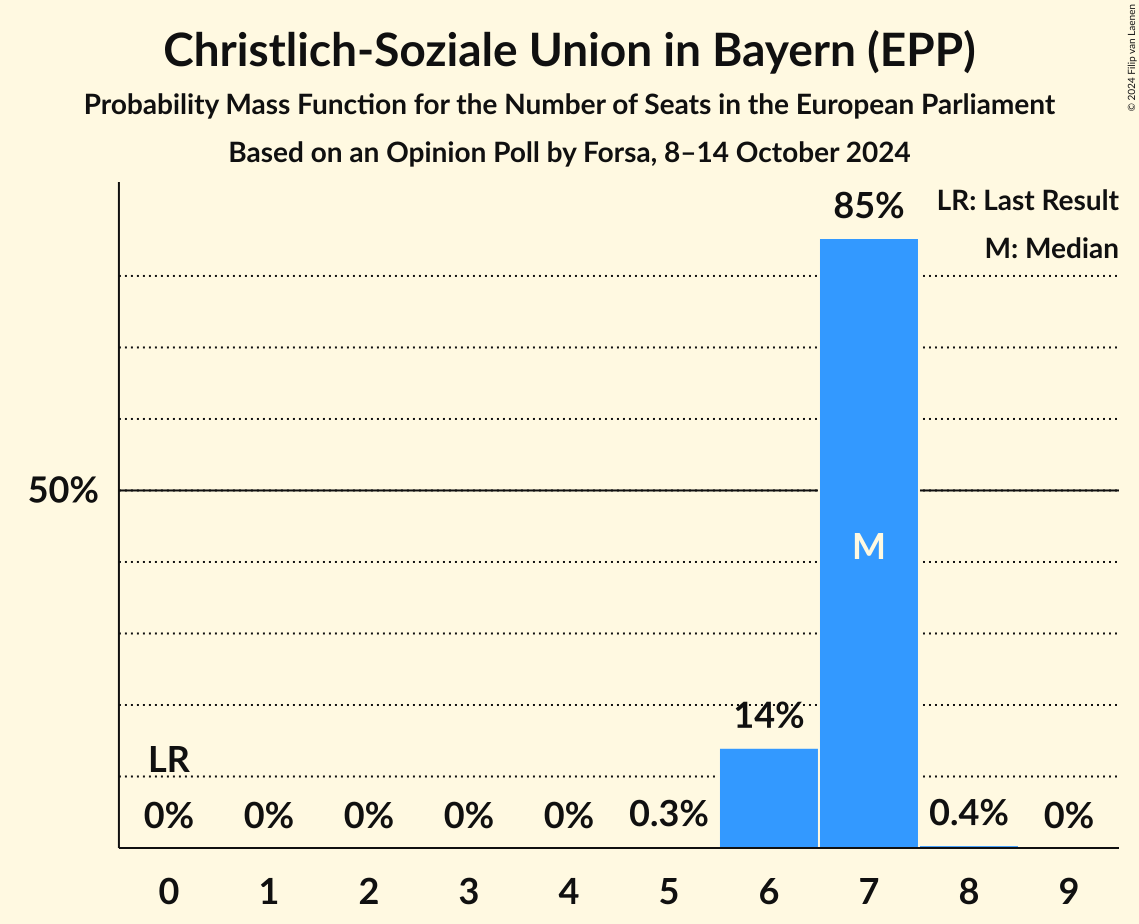 Christlich-Soziale Union in Bayern (EPP)
Probability Mass Function for the Number of Seats in the European Parliament
Based on an Opinion Poll by Forsa, 8–14 October 2024
© 2024 Filip van Laenen
LR: Last Result
M: Median
85%
50%
M
14%
LR
0% 0% 0% 0% 0% 0.3% 0.4% 0%
0 1 2 3 4 5 6 7 8 9